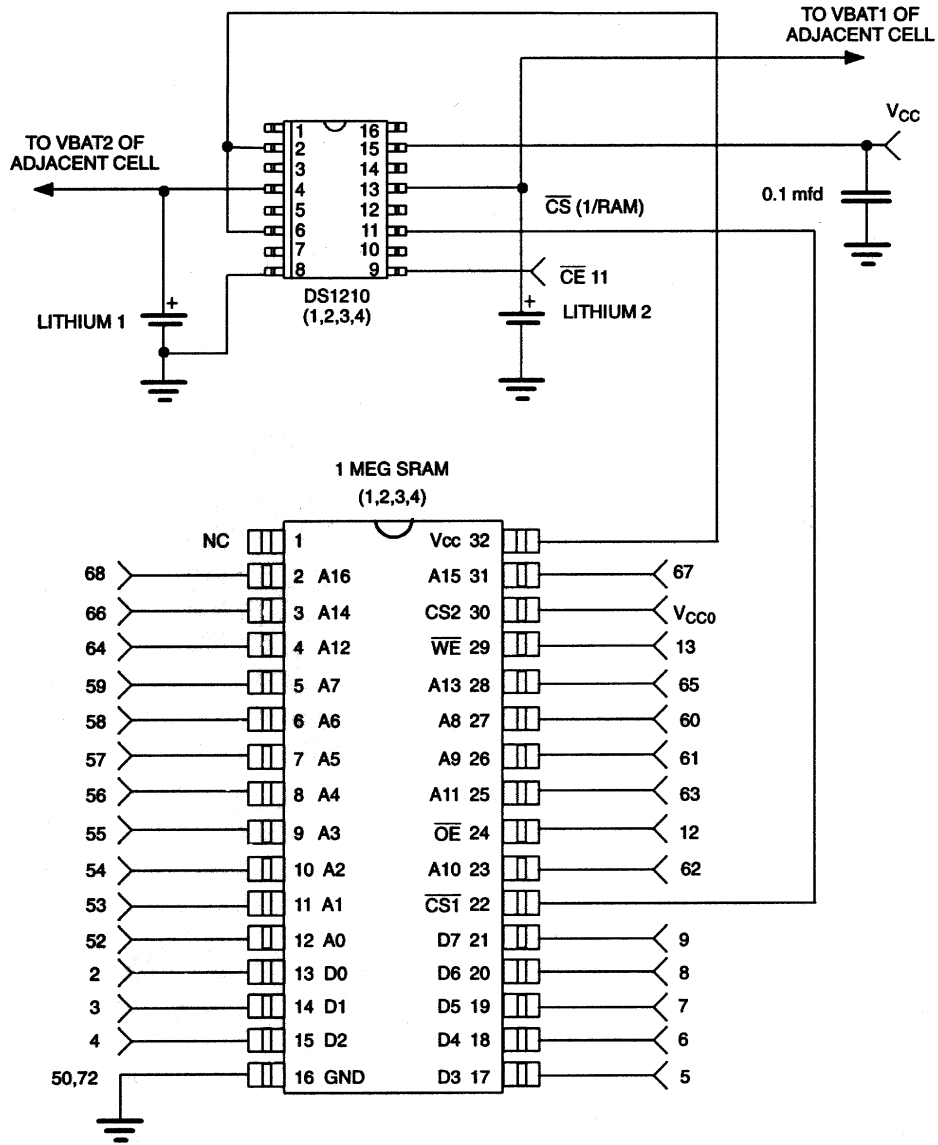 TO VBAT1 OF
ADJACENT CELL
VCC
TO VBAT2 OF
ADJACENT CELL
1 16
2 15
3 14
4 13
5 12
6 11
7 10
8 9
0.1 mfd
CS (1/RAM)
CE 11
DS1210
(1,2,3,4)
LITHIUM 1
+
LITHIUM 2
+
1 MEG SRAM
(1,2,3,4)
NC 1 Vcc 32
68 2 A16 A15 31 67
66 3 A14 CS2 30 VCC0
64 4 A12 WE 29 13
59 5 A7 A13 28 65
58 6 A6 A8 27 60
57 7 A5 A9 26 61
56 8 A4 A11 25 63
55 9 A3 OE 24 12
54 10 A2 A10 23 62
53 11 A1 CS1 22
52 12 A0 D7 21 9
2 13 D0 D6 20 8
3 14 D1 D5 19 7
4 15 D2 D4 18 6
50,72 16 GND D3 17 5